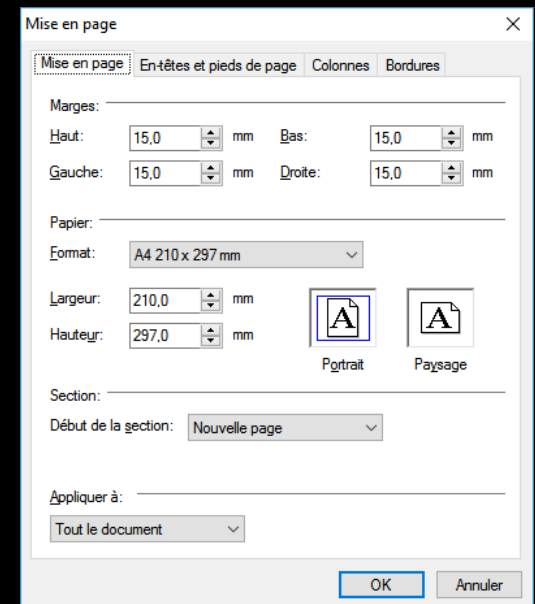 Mise en page
Mise en page En-têtes et pieds de page Colonnes Bordures
Marges:
Haut: 15,0 mm Bas: 15,0 mm
Gauche: 15,0 mm Droite: 15,0 mm
Papier:
Format: A4 210 x 297 mm
Largeur: 210,0 mm
Hauteur: 297,0 mm
A A
Portrait Paysage
Section:
Début de la section: Nouvelle page
Appliquer à:
Tout le document
OK Annuler